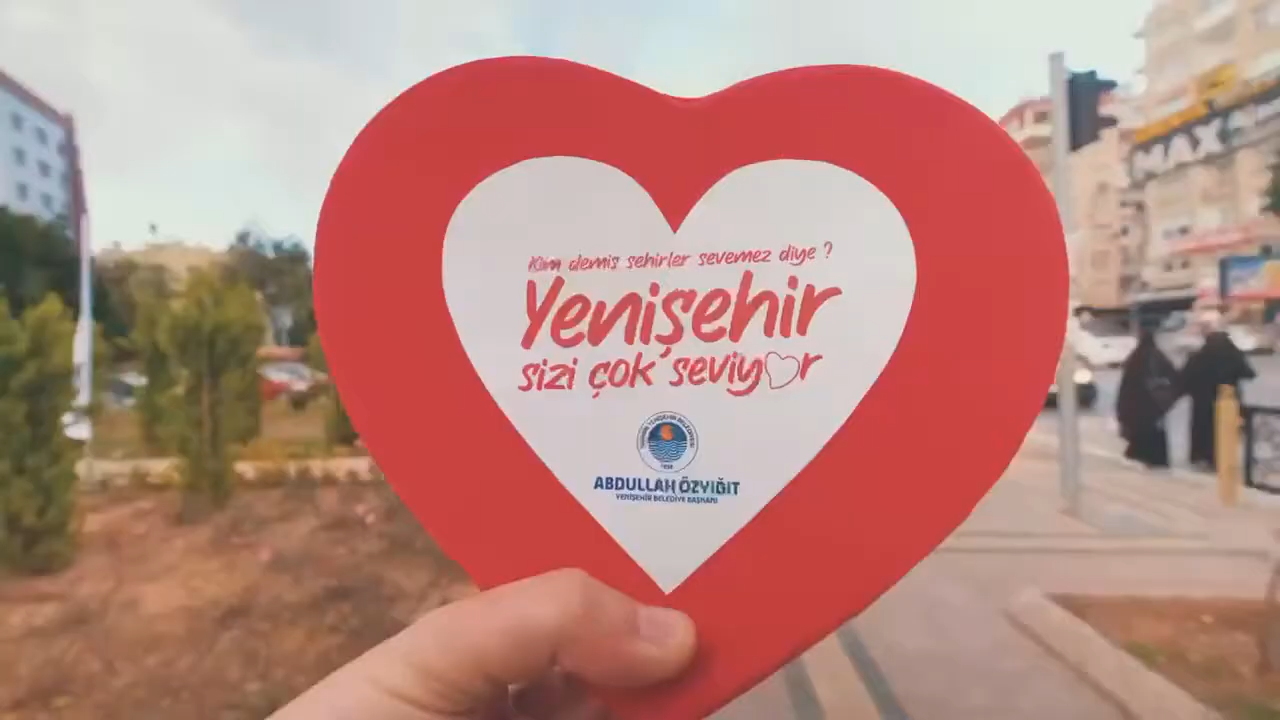 Kim demiş şehirler sevemez diye ?
Yenişehir
sizi çok seviyor
ABDULLAH ÖZYİĞİT
YENİŞEHİR BELEDİYE BAŞKANI
MAX